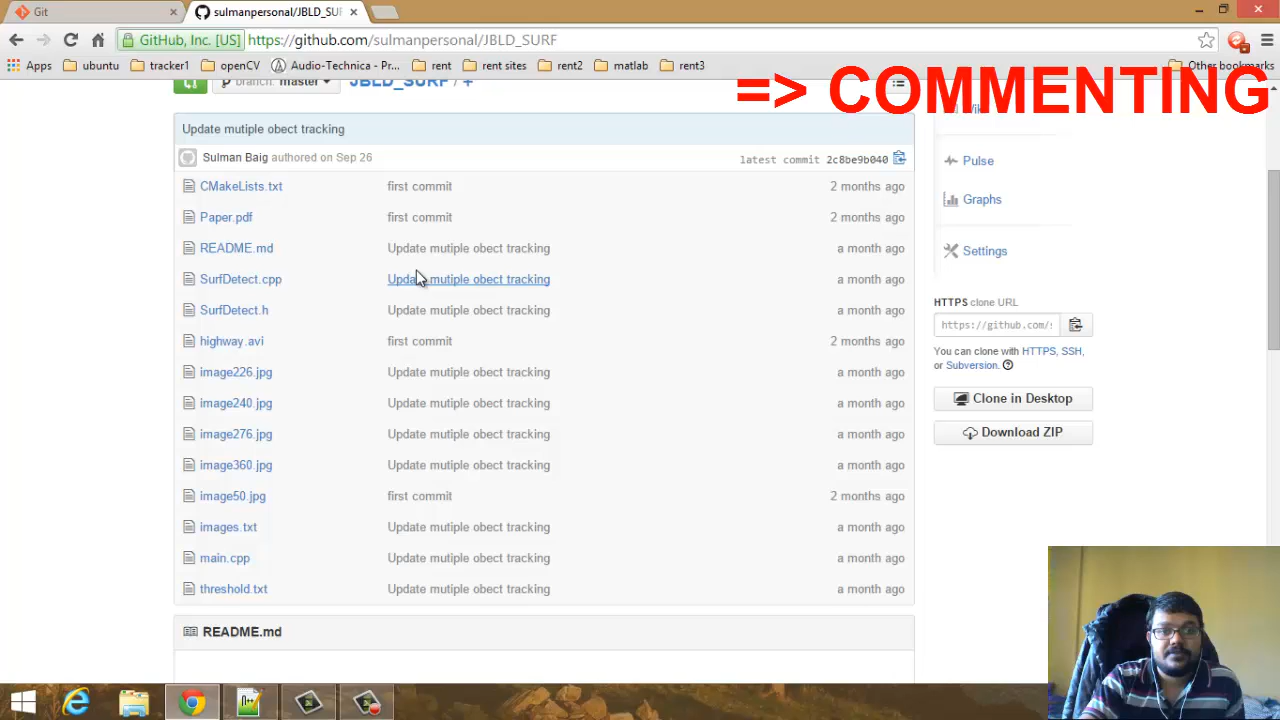 Git
sulmanpersonal/JBLD_SUR
GitHub, Inc. [US] https://github.com/sulmanpersonal/JBLD_SURF
Apps ubuntu tracker1 openCV Audio-Technica - Pr... rent rent sites rent2 matlab rent3 Other bookmarks
=> COMMENTING
branch: master JBLD_SURF / +
Update mutiple obect tracking
Sulman Baig authored on Sep 26 latest commit 2c8be9b040
CMakeLists.txt first commit 2 months ago
Paper.pdf first commit 2 months ago
README.md Update mutiple obect tracking a month ago
SurfDetect.cpp Update mutiple obect tracking a month ago
SurfDetect.h Update mutiple obect tracking a month ago
highway.avi first commit 2 months ago
image226.jpg Update mutiple obect tracking a month ago
image240.jpg Update mutiple obect tracking a month ago
image276.jpg Update mutiple obect tracking a month ago
image360.jpg Update mutiple obect tracking a month ago
image50.jpg first commit 2 months ago
images.txt Update mutiple obect tracking a month ago
main.cpp Update mutiple obect tracking a month ago
threshold.txt Update mutiple obect tracking a month ago
README.md
Pulse
Graphs
Settings
HTTPS clone URL
https://github.com/
You can clone with HTTPS, SSH,
or Subversion.
Clone in Desktop
Download ZIP